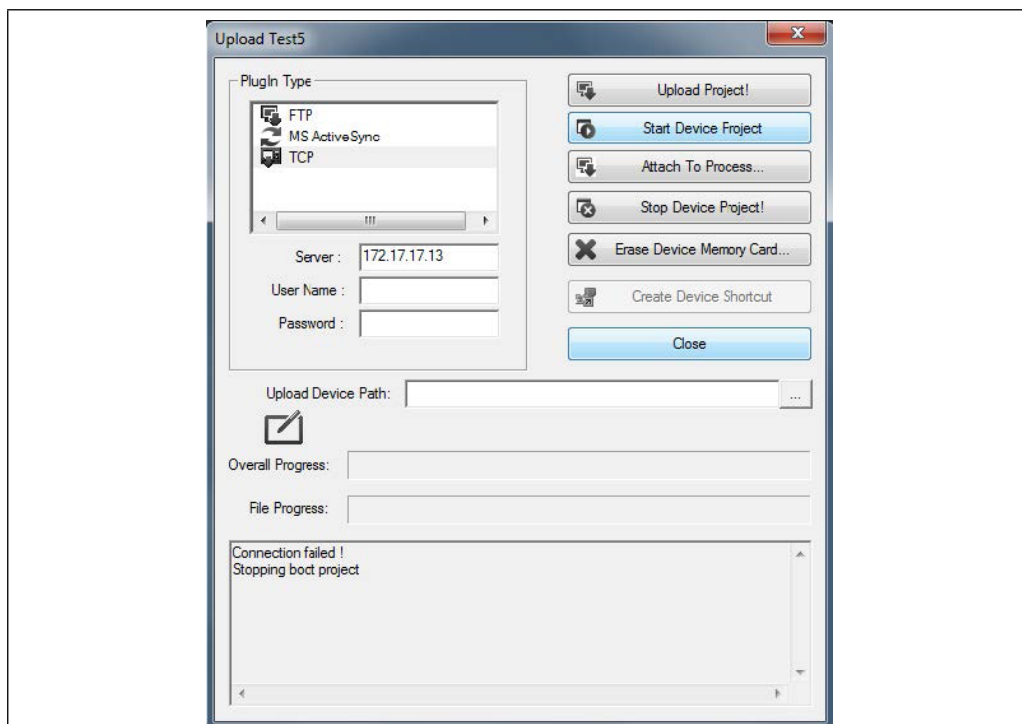 Upload Test5
PlugIn Type
FTP
MS ActiveSync
TCP
Server :
172.17.17.13
User Name :
Password :
Upload Project!
Start Device Froject
Attach To Process...
Stop Device Project!
Erase Device Memory Card...
Create Device Shortcut
Close
Upload Device Path:
...
Overall Progress:
File Progress:
Connection failed !
Stopping boct project